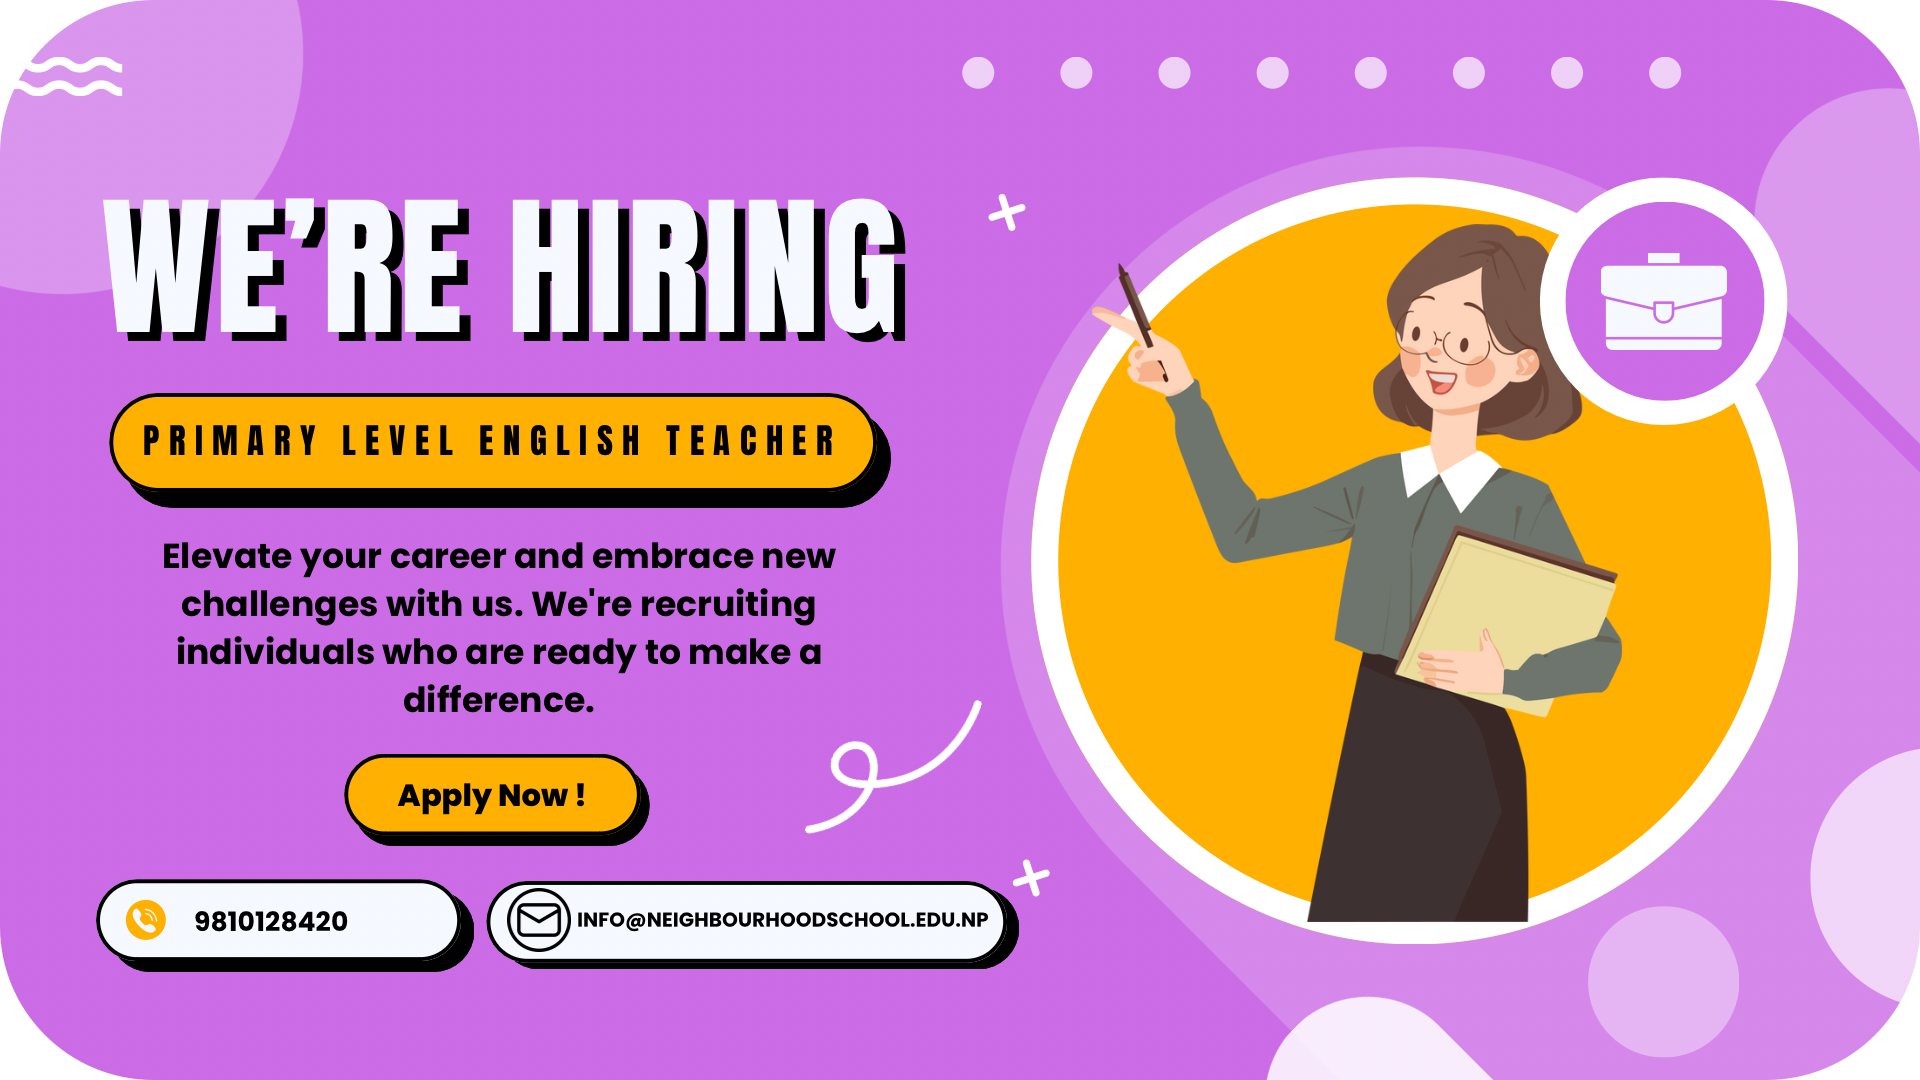 WE’RE HIRING
PRIMARY LEVEL ENGLISH TEACHER
Elevate your career and embrace new
challenges with us. We're recruiting
individuals who are ready to make a
difference.
Apply Now !
9810128420
INFO@NEIGHBOURHOODSCHOOL.EDU.NP